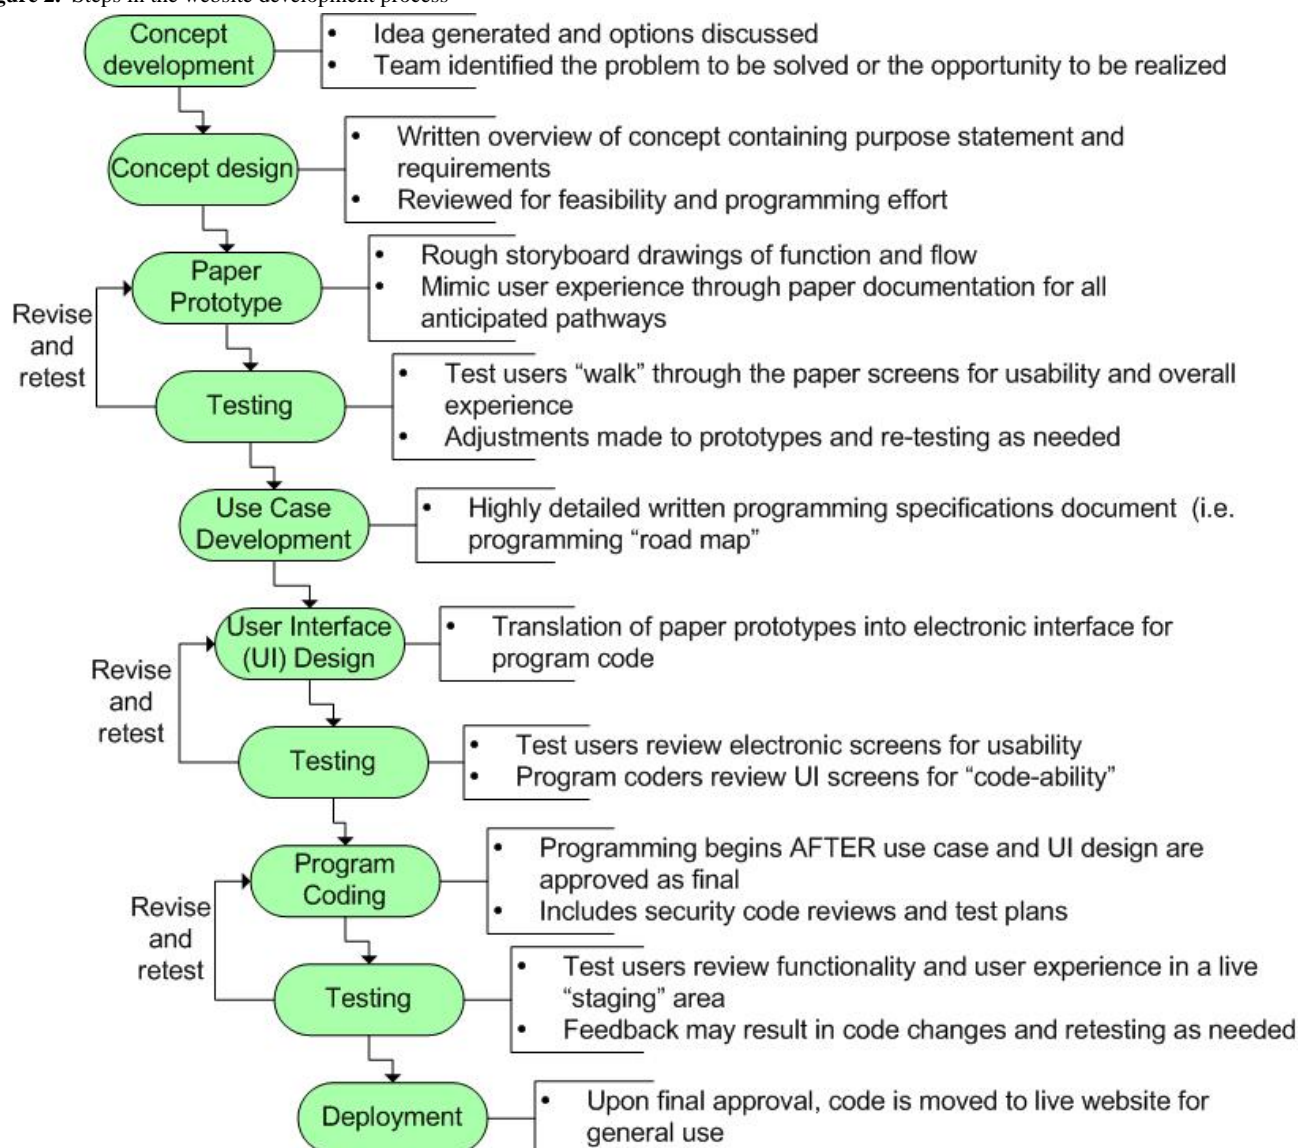 Figure 2. Steps in the website development process
Concept
development
• Idea generated and options discussed
• Team identified the problem to be solved or the opportunity to be realized
Concept design
• Written overview of concept containing purpose statement and
requirements
• Reviewed for feasibility and programming effort
Paper
Prototype
• Rough storyboard drawings of function and flow
• Mimic user experience through paper documentation for all
anticipated pathways
Revise
and
retest
Testing
• Test users “walk” through the paper screens for usability and overall
experience
• Adjustments made to prototypes and re-testing as needed
Use Case
Development
• Highly detailed written programming specifications document (i.e.
programming “road map“
User Interface
(UI) Design
• Translation of paper prototypes into electronic interface for
program code
Revise
and
retest
Testing
• Test users review electronic screens for usability
• Program coders review UI screens for “code-ability”
Program
Coding
• Programming begins AFTER use case and UI design are
approved as final
• Includes security code reviews and test plans
Revise
and
retest
Testing
• Test users review functionality and user experience in a live
“staging” area
• Feedback may result in code changes and retesting as needed
Deployment
• Upon final approval, code is moved to live website for
general use